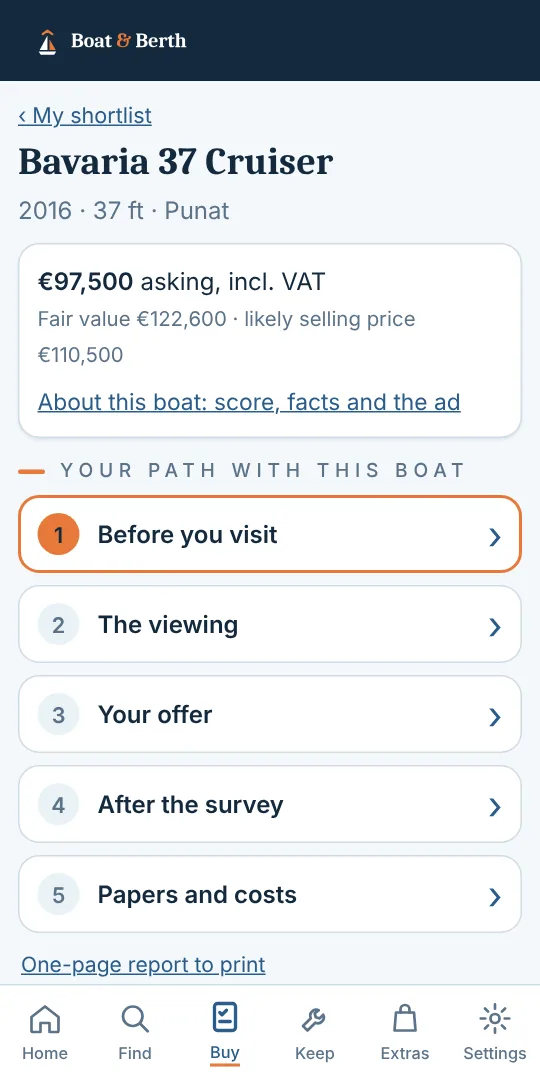 Boat & Berth
‹ My shortlist
Bavaria 37 Cruiser
2016 · 37 ft · Punat
€97,500 asking, incl. VAT
Fair value €122,600 · likely selling price
€110,500
About this boat: score, facts and the ad
YOUR PATH WITH THIS BOAT
1 Before you visit ›
2 The viewing ›
3 Your offer ›
4 After the survey ›
5 Papers and costs ›
One-page report to print
Home Find Buy Keep Extras Settings